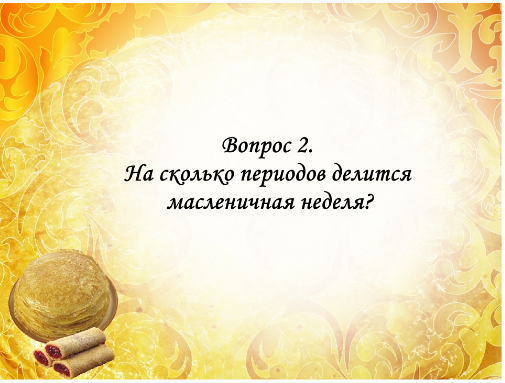 Вопрос 2.
На сколько периодов делится
масленичная неделя?